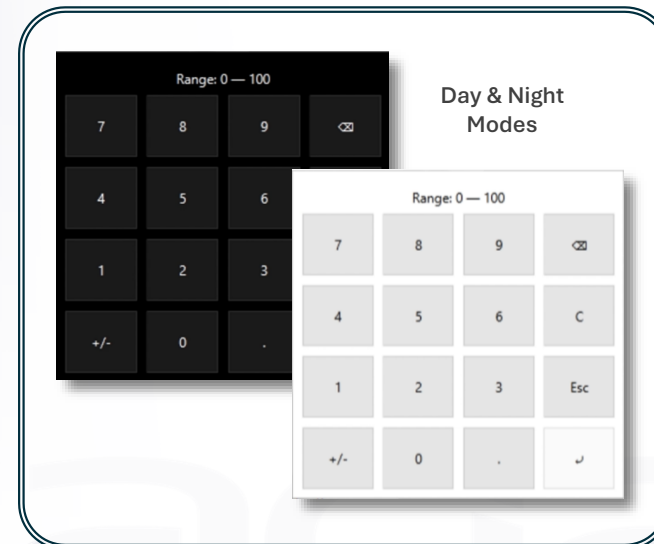 Range: 0 — 100
7 8 9 ⌫
4 5 6
1 2 3
+/- 0 .
Day & Night
Modes
Range: 0 — 100
7 8 9 ⌫
4 5 6 C
1 2 3 Esc
+/- 0 . ⤶